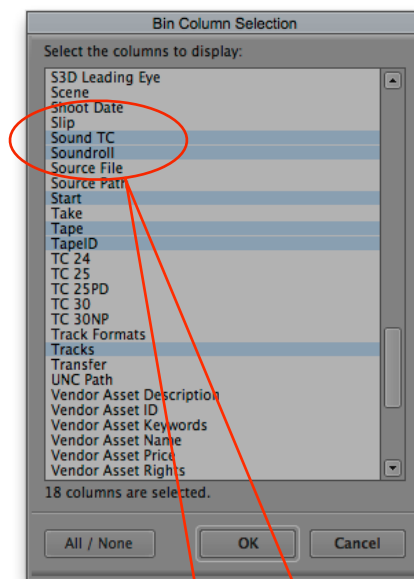 Bin Column Selection
Select the columns to display:
S3D Leading Eye
Scene
Shoot Date
Slip
Sound TC
Soundroll
Source File
Source Path
Start
Take
Tape
TapeID
TC 24
TC 25
TC 25PD
TC 30
TC 30NP
Track Formats
Tracks
Transfer
UNC Path
Vendor Asset Description
Vendor Asset ID
Vendor Asset Keywords
Vendor Asset Name
Vendor Asset Price
Vendor Asset Rights
18 columns are selected.
All / None
OK
Cancel